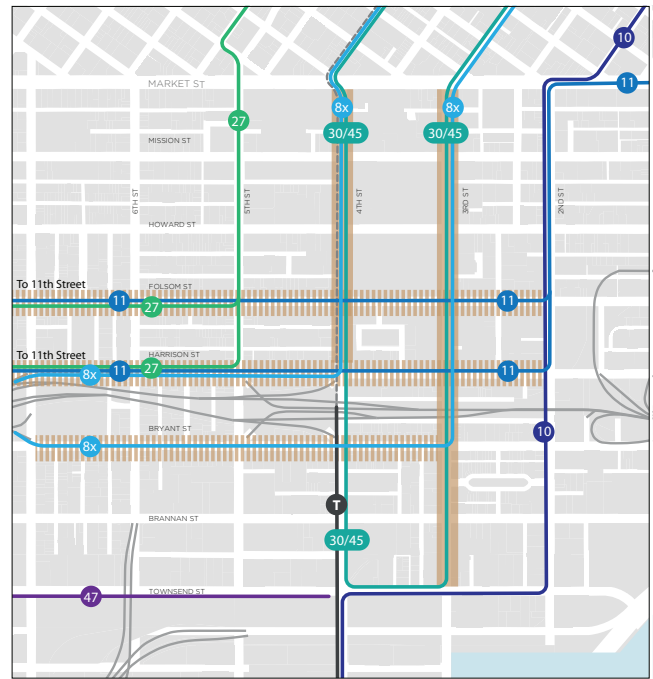 10
MARKET ST
11
8x
8x
27
30/45
30/45
MISSION ST
6TH ST
5TH ST
4TH ST
3RD ST
2ND ST
HOWARD ST
To 11th Street
FOLSOM ST
11
11
27
To 11th Street
HARRISON ST
8x
11
27
11
BRYANT ST
10
8x
T
BRANNAN ST
30/45
TOWNSEND ST
47